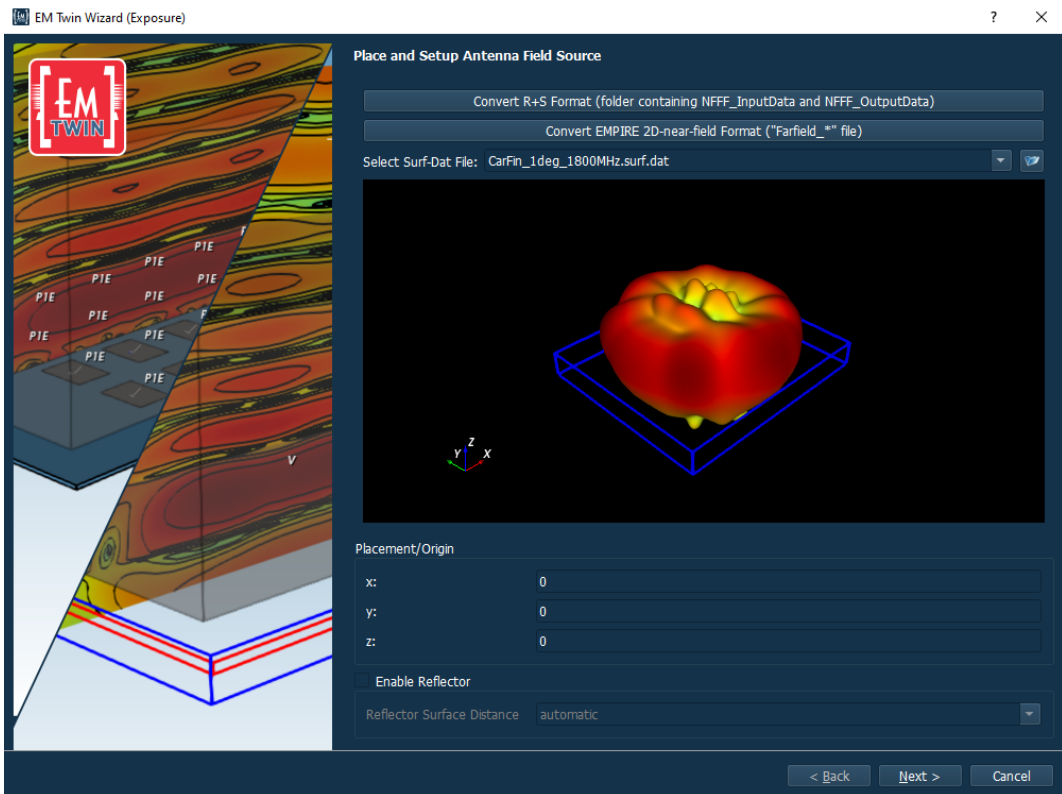 EM Twin Wizard (Exposure)
?
EM
TWIN
P1E
P1E
P1E
P1E
P1E
P1E
P1E
P1E
P1E
P1E
P1E
V
Place and Setup Antenna Field Source
Convert R+S Format (folder containing NFFF_InputData and NFFF_OutputData)
Convert EMPIRE 2D-near-field Format ("Farfield_*" file)
Select Surf-Dat File: CarFin_1deg_1800MHz.surf.dat
Z
Y X
Placement/Origin
x: 0
y: 0
z: 0
Enable Reflector
Reflector Surface Distance automatic
< Back Next > Cancel